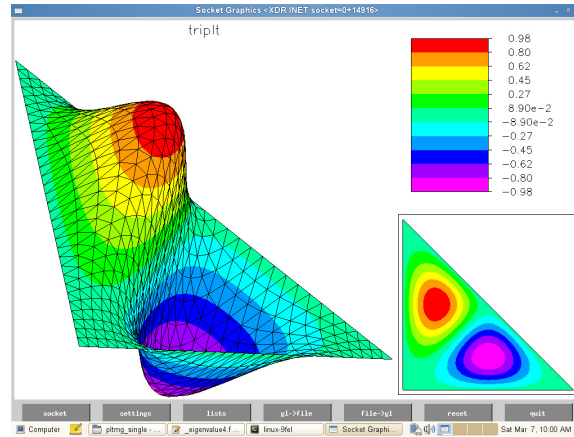 Socket Graphics <XDR INET socket=0+14916>
triplt
0.98
0.80
0.62
0.45
0.27
8.90e-2
-8.90e-2
-0.27
-0.45
-0.62
-0.80
-0.98
socket settings lists gl->file file->gl reset quit
Computer pltmg_single - ... _eigenvalue4.f ... linux-9fel Socket Graphi... Sat Mar 7, 10:00 AM